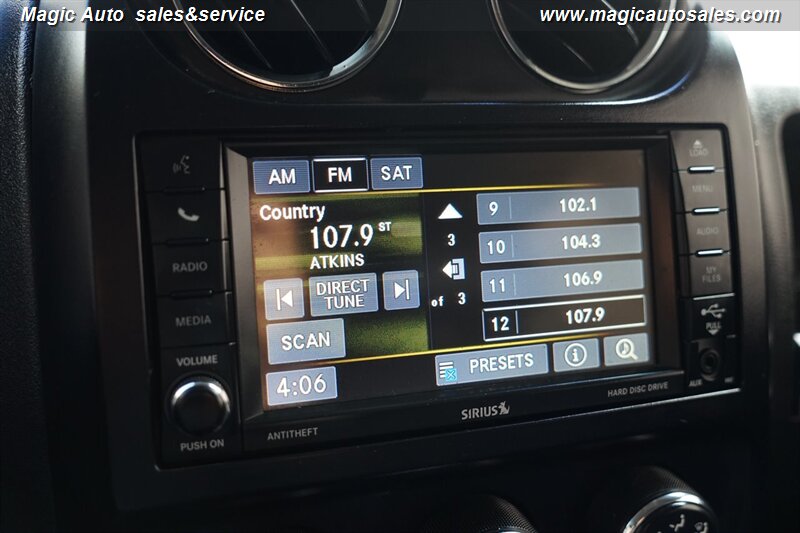 Magic Auto sales&service
www.magicautosales.com
AM FM SAT
Country
107.9 ST
ATKINS
DIRECT
TUNE
SCAN
4:06
3
of 3
9 102.1
10 104.3
11 106.9
12 107.9
PRESETS
RADIO
MEDIA
VOLUME
PUSH ON
ANTITHEFT
SIRIUS
HARD DISC DRIVE
LOAD
MENU
AUDIO
MY
FILES
PULL
AUX